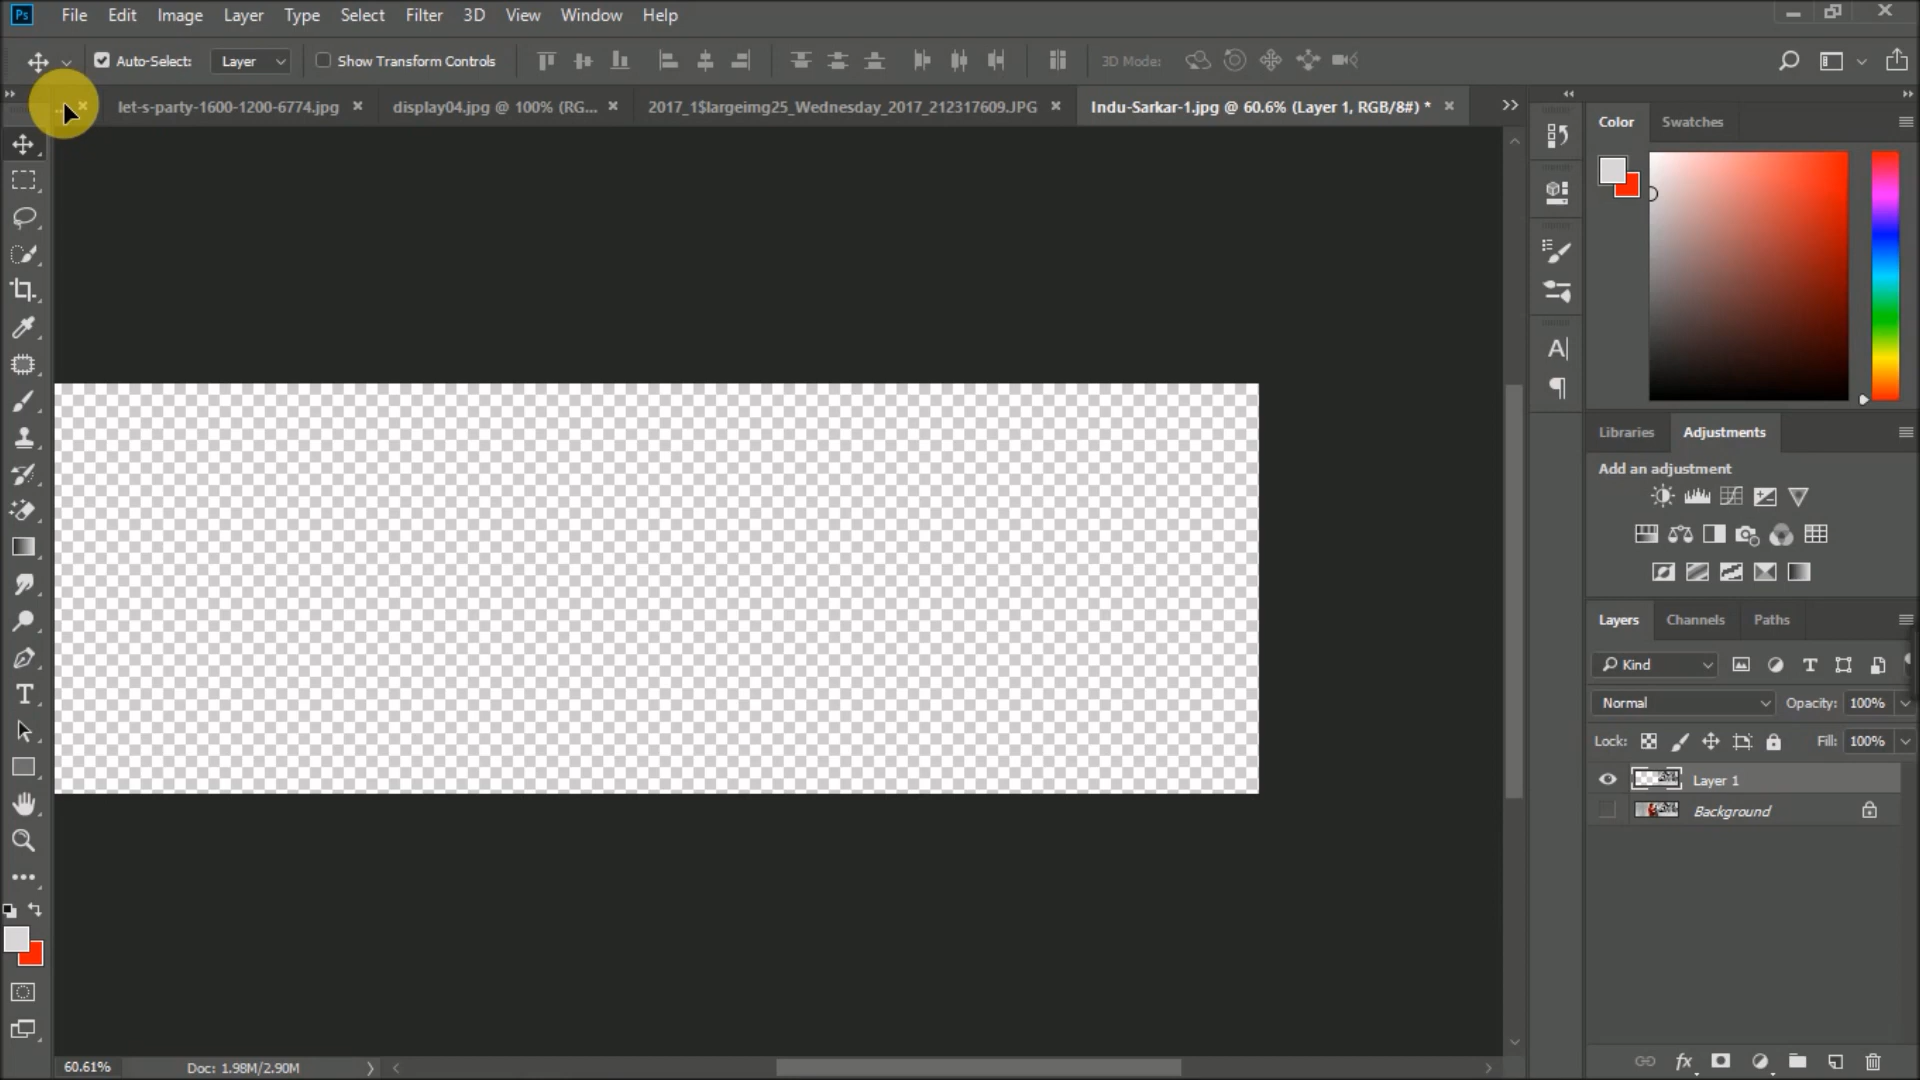 Ps File Edit Image Layer Type Select Filter 3D View Window Help
Auto-Select: Layer Show Transform Controls 3D Mode:
let-s-party-1600-1200-6774.jpg display04.jpg @ 100% (RG... 2017_1$largeimg25_Wednesday_2017_212317609.JPG Indu-Sarkar-1.jpg @ 60.6% (Layer 1, RGB/8#) *
Color Swatches
Libraries Adjustments
Add an adjustment
Layers Channels Paths
Kind
Normal Opacity: 100%
Lock: Fill: 100%
Layer 1
Background
60.61% Doc: 1.98M/2.90M